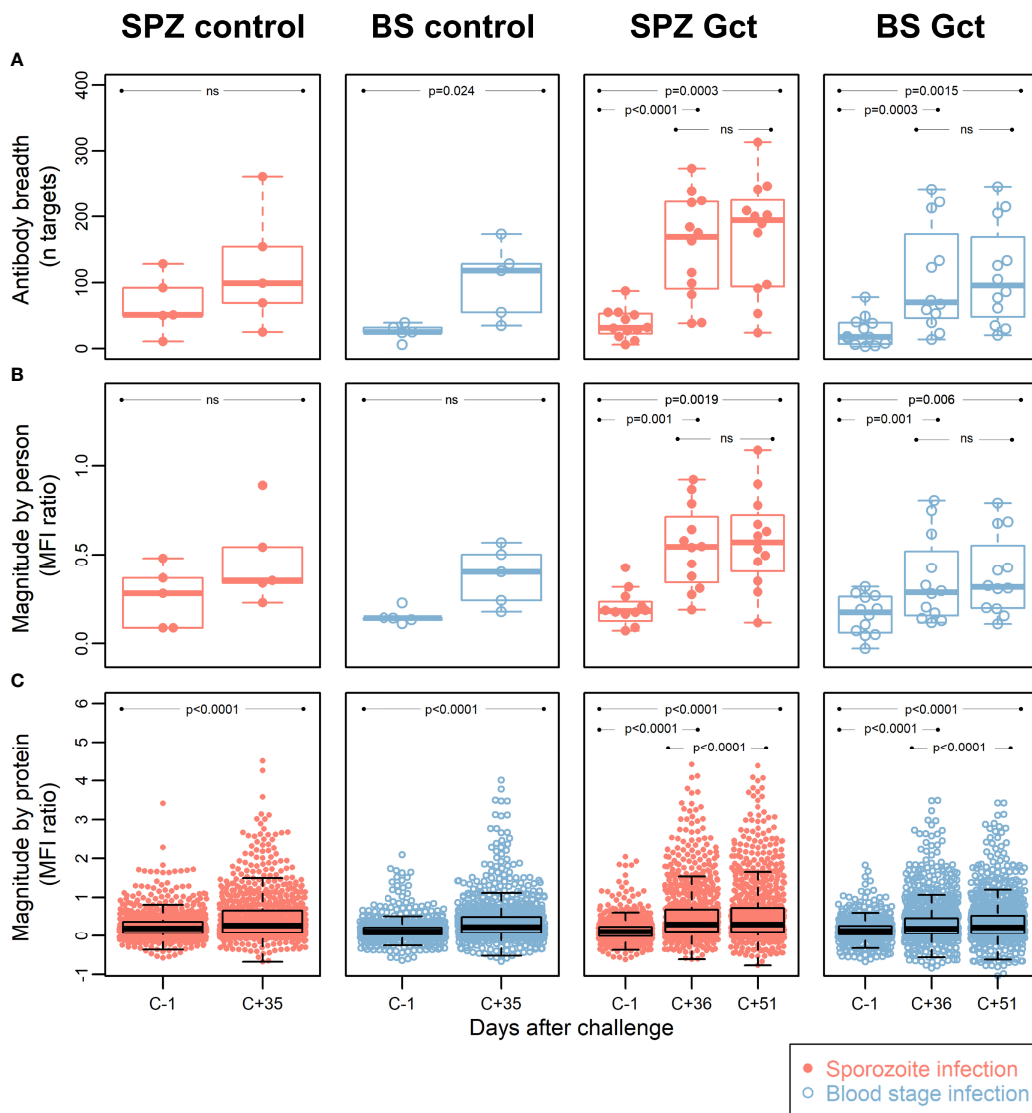 SPZ control BS control SPZ Gct BS Gct
A
Antibody breadth
(n targets)
400
300
200
100
0
ns
p=0.024
p=0.0003
p<0.0001
ns
p=0.0015
p=0.0003
ns
B
Magnitude by person
(MFI ratio)
1.0
0.5
0.0
ns
ns
p=0.0019
p=0.001
ns
p=0.006
p=0.001
ns
C
Magnitude by protein
(MFI ratio)
6
5
4
3
2
1
0
-1
p<0.0001
p<0.0001
p<0.0001
p<0.0001
p<0.0001
p<0.0001
p<0.0001
p<0.0001
C-1 C+35 C-1 C+35 C-1 C+36 C+51 C-1 C+36 C+51
Days after challenge
Sporozoite infection
Blood stage infection